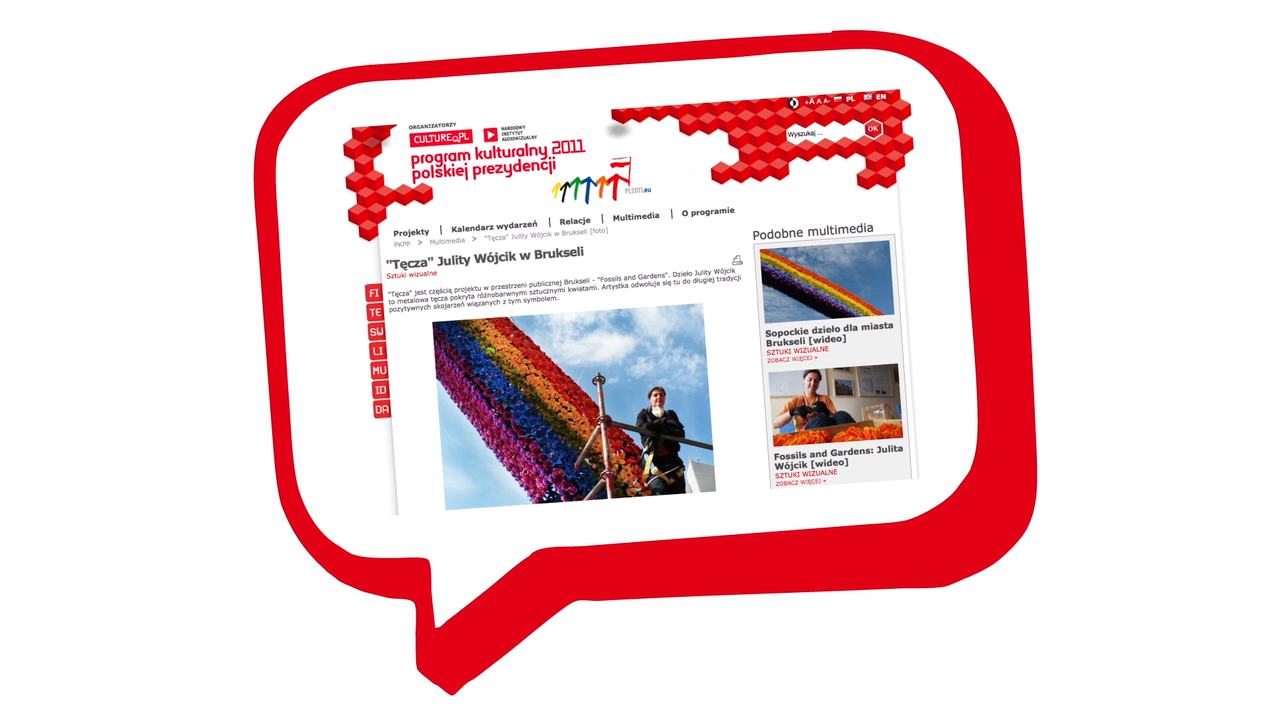 +A A A- PL EN
ORGANIZATORZY
CULTURE.PL
NARODOWY
INSTYTUT
AUDIOWIZUALNY
Wyszukaj ...
OK
program kulturalny 2011
polskiej prezydencji
pl2011.eu
Projekty | Kalendarz wydarzeń | Relacje | Multimedia | O programie
PKPP > Multimedia > "Tęcza" Julity Wójcik w Brukseli [foto]
"Tęcza" Julity Wójcik w Brukseli
Sztuki wizualne
"Tęcza" jest częścią projektu w przestrzeni publicznej Brukseli - "Fossils and Gardens". Dzieło Julity Wójcik
to metalowa tęcza pokryta różnobarwnymi sztucznymi kwiatami. Artystka odwołuje się tu do długiej tradycji
pozytywnych skojarzeń wiązanych z tym symbolem.
FI
TE
SW
LI
MU
IO
DA
Podobne multimedia
Sopockie dzieło dla miasta
Brukseli [wideo]
SZTUKI WIZUALNE
ZOBACZ WIĘCEJ »
Fossils and Gardens: Julita
Wójcik [wideo]
SZTUKI WIZUALNE
ZOBACZ WIĘCEJ »